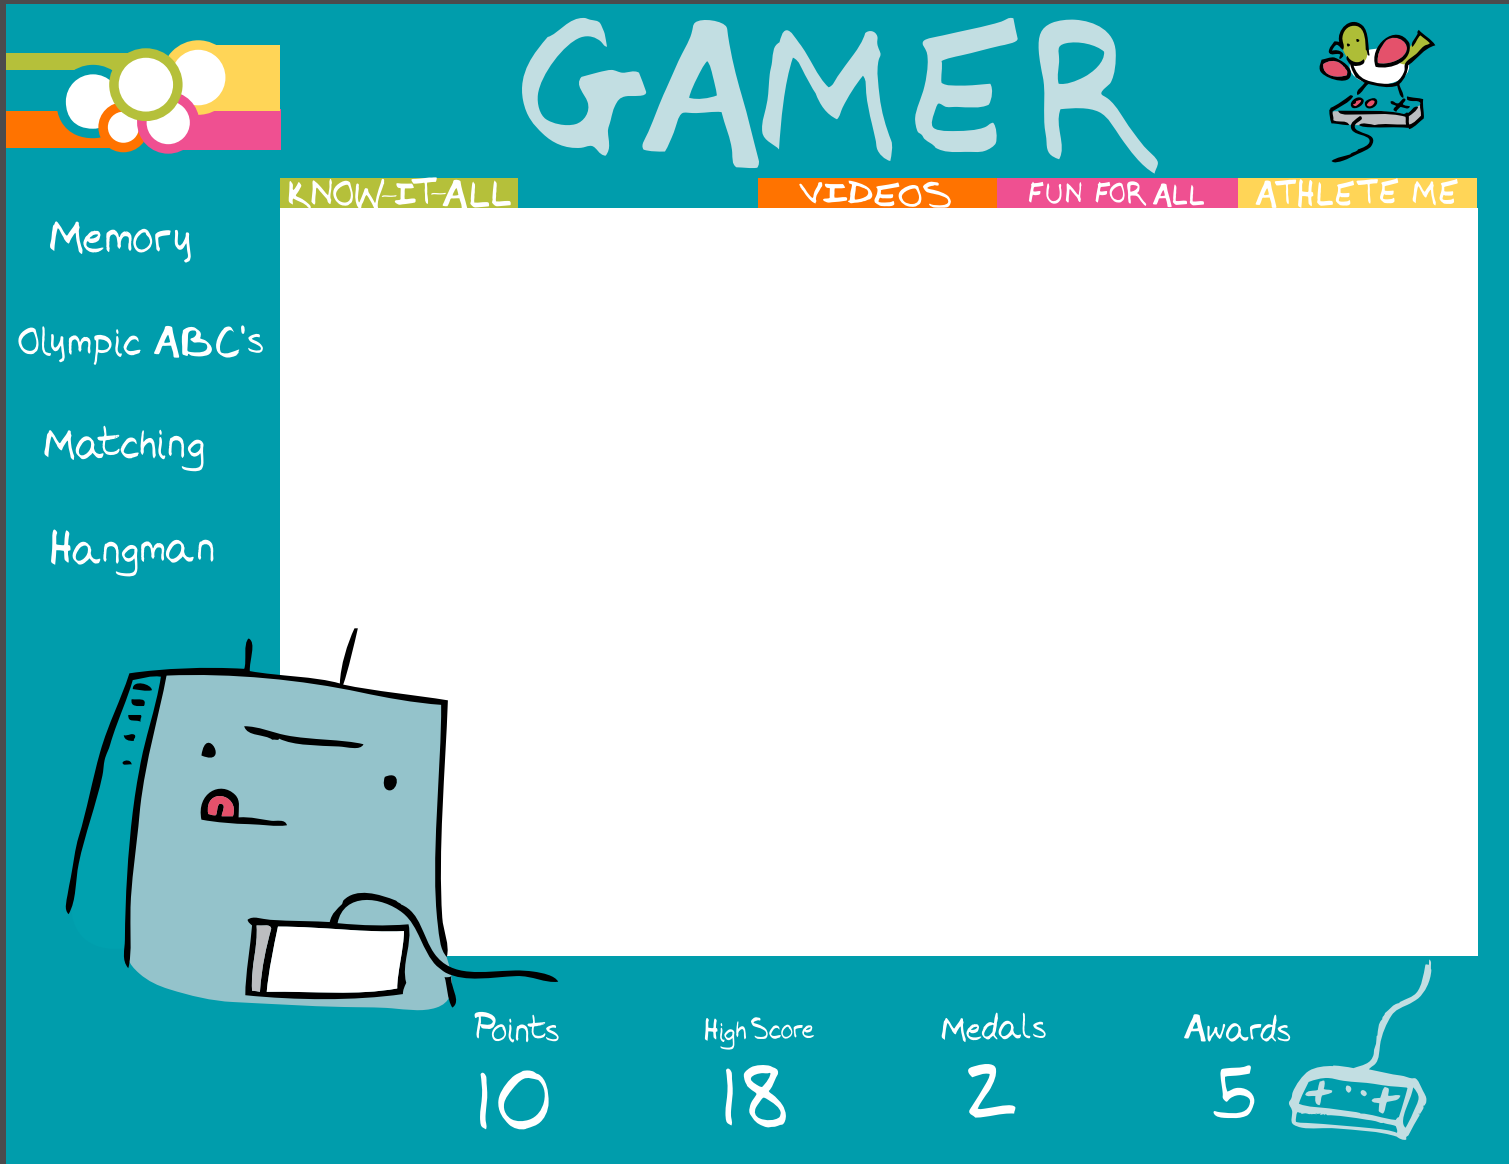 GAMER
KNOW-IT-ALL
VIDEOS
FUN FOR ALL
ATHLETE ME
Memory
Olympic ABC's
Matching
Hangman
Points
High Score
Medals
Awards
10
18
2
5